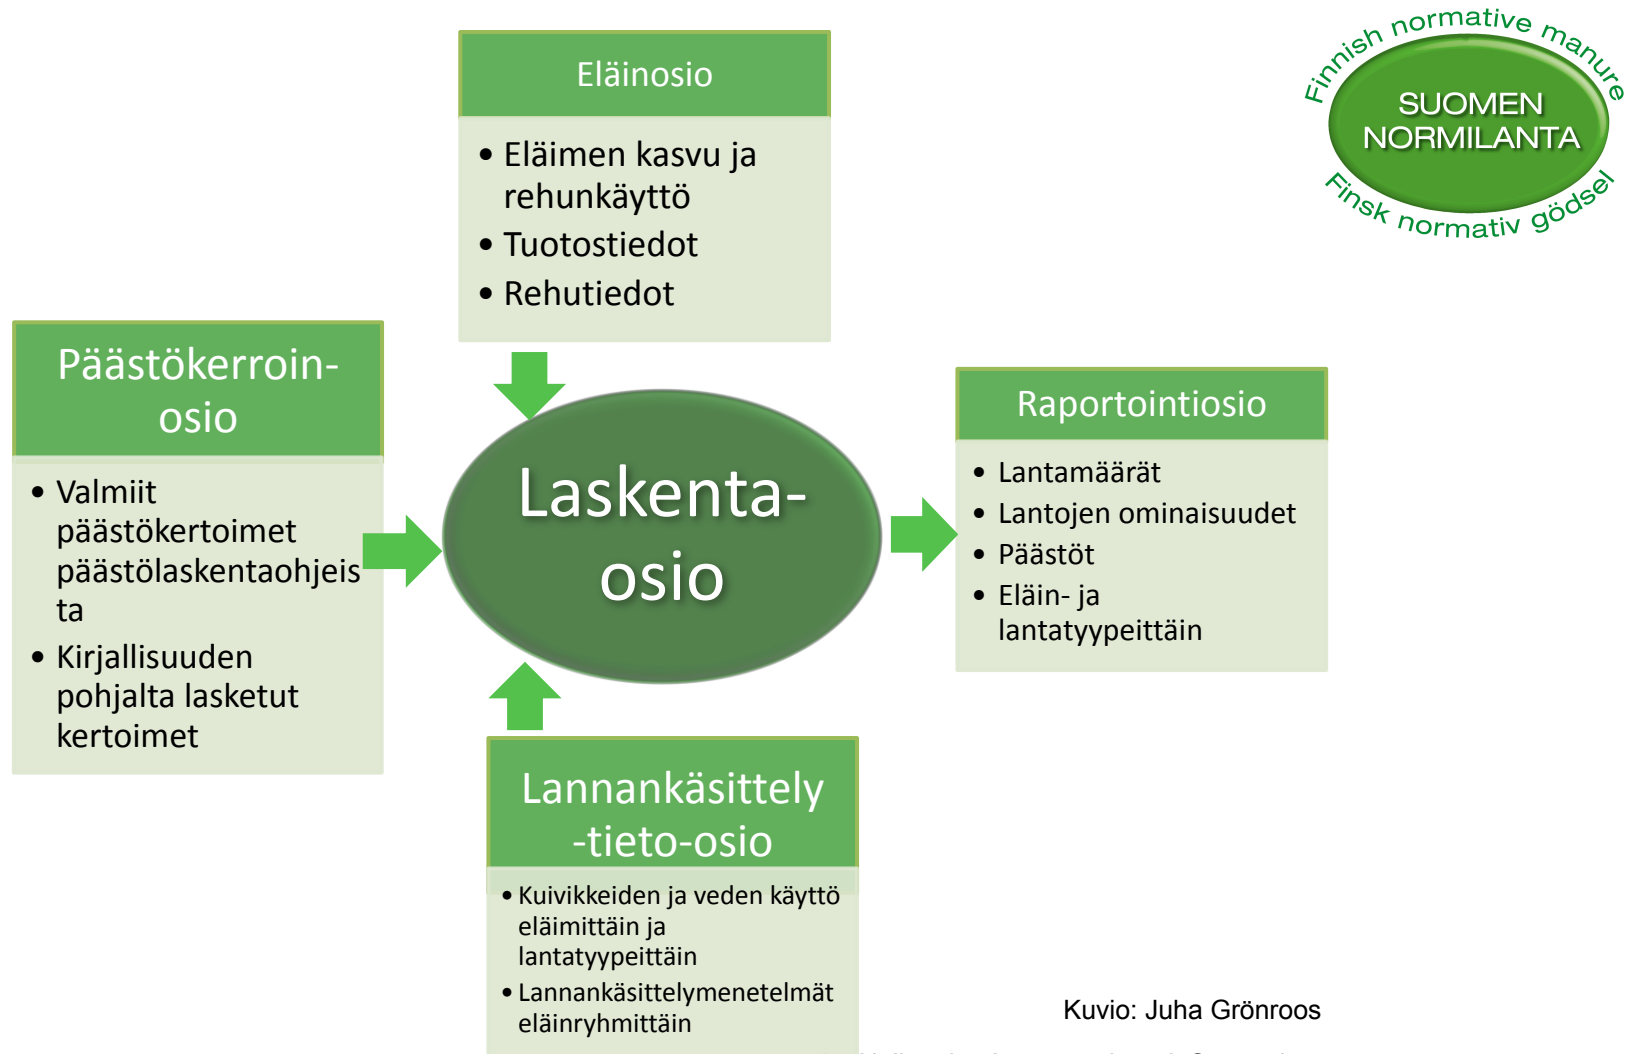 Finnish normative manure
SUOMEN
NORMILANTA
Finsk normativ gödsel
Eläinosio
• Eläimen kasvu ja
rehunkäyttö
• Tuotostiedot
• Rehutiedot
Päästökerroin-
osio
• Valmiit
päästökertoimet
päästölaskentaohjeis
ta
• Kirjallisuuden
pohjalta lasketut
kertoimet
Laskenta-
osio
Raportointiosio
• Lantamäärät
• Lantojen ominaisuudet
• Päästöt
• Eläin- ja
lantatyypeittäin
Lannankäsittely
-tieto-osio
• Kuivikkeiden ja veden käyttö
eläimittäin ja
lantatyypeittäin
• Lannankäsittelymenetelmät
eläinryhmittäin
Kuvio: Juha Grönroos